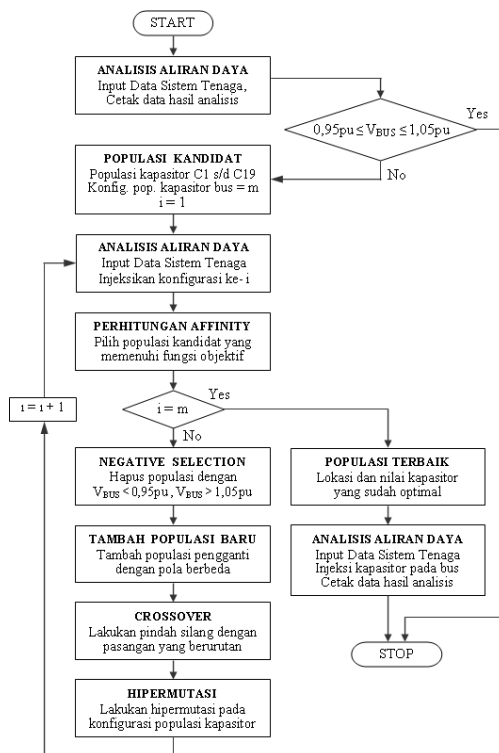 START
ANALISIS ALIRAN DAYA
Input Data Sistem Tenaga,
Cetak data hasil analisis
0,95pu ≤ VBUS ≤ 1,05pu
Yes
No
POPULASI KANDIDAT
Populasi kapasitor C1 s/d C19
Konfig. pop. kapasitor bus = m
i = 1
ANALISIS ALIRAN DAYA
Input Data Sistem Tenaga
Injeksikan konfigurasi ke- i
PERHITUNGAN AFFINITY
Pilih populasi kandidat yang
memenuhi fungsi objektif
i = i + 1
i = m
Yes
No
NEGATIVE SELECTION
Hapus populasi dengan
VBUS < 0,95pu , VBUS > 1,05pu
POPULASI TERBAIK
Lokasi dan nilai kapasitor
yang sudah optimal
TAMBAH POPULASI BARU
Tambah populasi pengganti
dengan pola berbeda
ANALISIS ALIRAN DAYA
Input Data Sistem Tenaga
Injeksi kapasitor pada bus
Cetak data hasil analisis
CROSSOVER
Lakukan pindah silang dengan
pasangan yang berurutan
STOP
HIPERMUTASI
Lakukan hipermutasi pada
konfigurasi populasi kapasitor